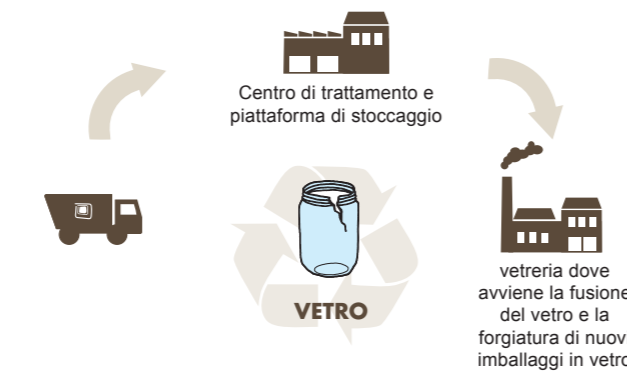 Centro di trattamento e
piattaforma di stoccaggio
VETRO
vetreria dove
avviene la fusione
del vetro e la
forgiatura di nuovi
imballaggi in vetro